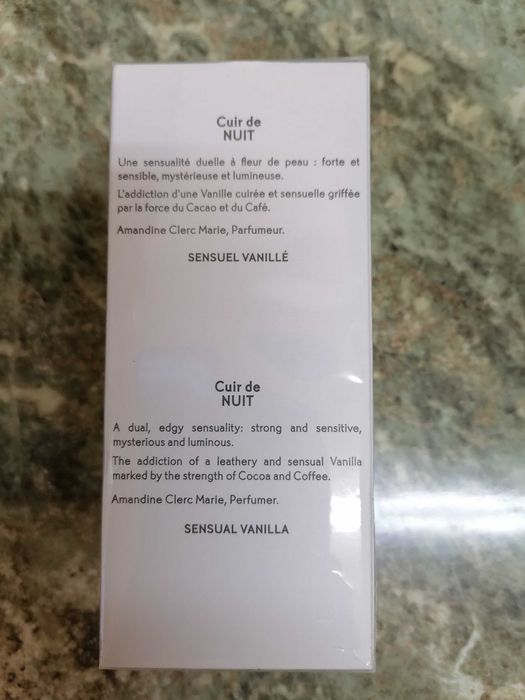 Cuir de
NUIT
Une sensualité duelle à fleur de peau : forte et
sensible, mystérieuse et lumineuse.
L'addiction d'une Vanille cuirée et sensuelle griffée
par la force du Cacao et du Café.
Amandine Clerc Marie, Parfumeur.
SENSUEL VANILLÉ
Cuir de
NUIT
A dual, edgy sensuality: strong and sensitive,
mysterious and luminous.
The addiction of a leathery and sensual Vanilla
marked by the strength of Cocoa and Coffee.
Amandine Clerc Marie, Perfumer.
SENSUAL VANILLA